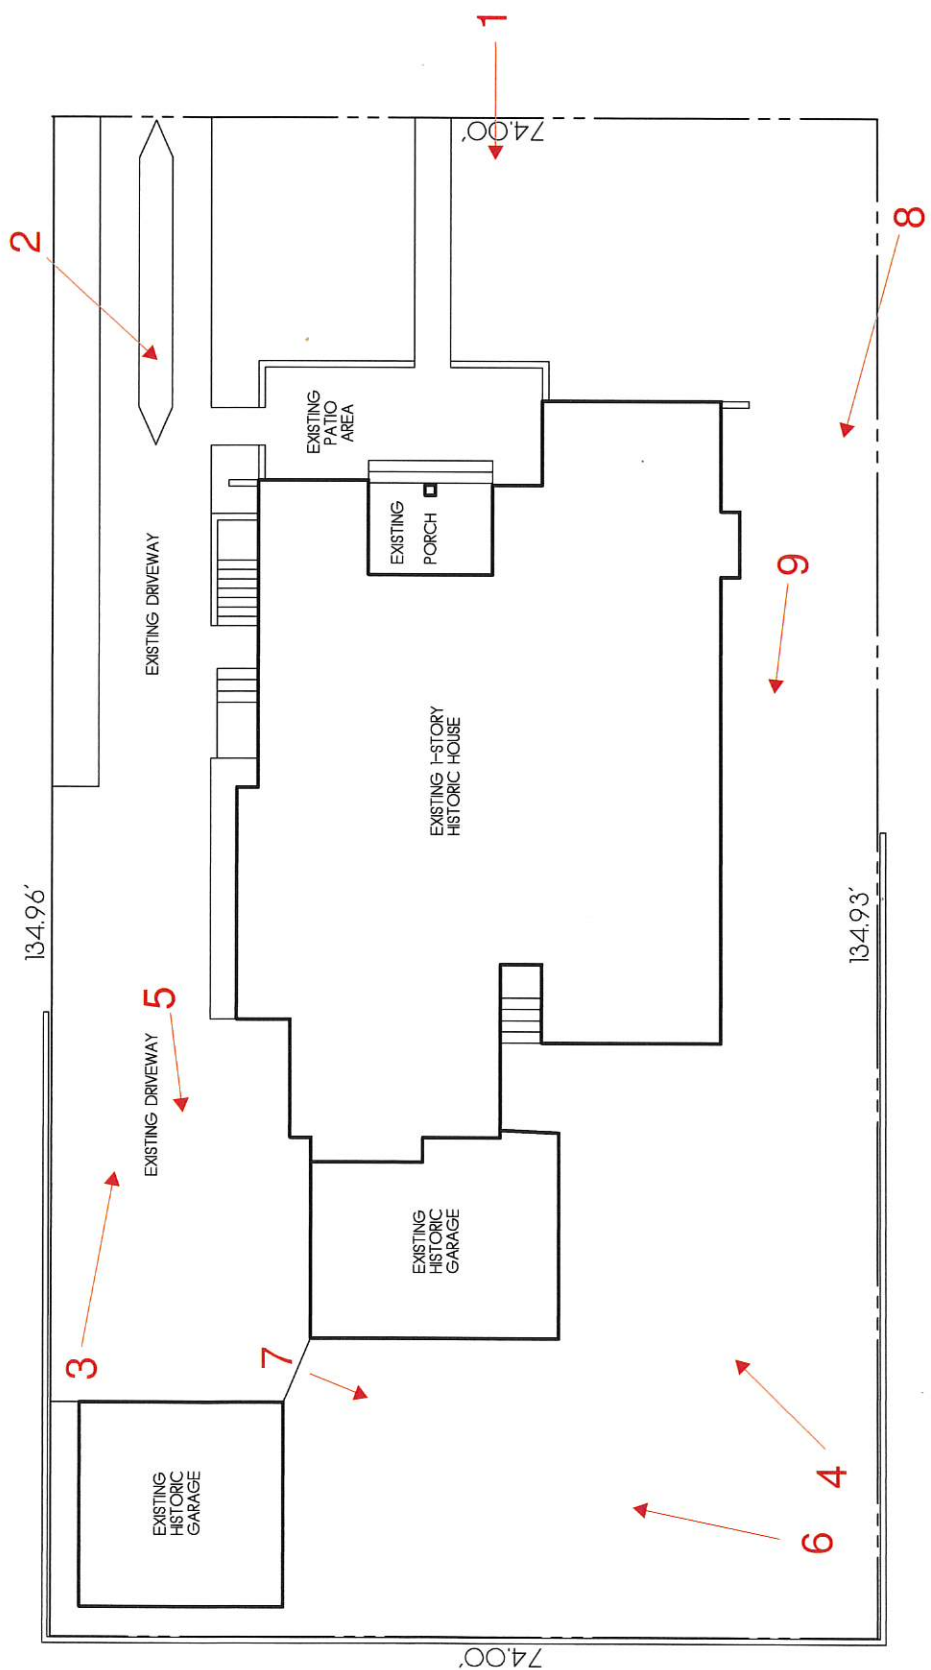 1
74.00'
2
8
EXISTING
PATIO
AREA
EXISTING
PORCH
EXISTING DRIVEWAY
9
EXISTING 1-STORY
HISTORIC HOUSE
134.96'
134.93'
5
EXISTING DRIVEWAY
EXISTING
HISTORIC
GARAGE
3
7
4
EXISTING
HISTORIC
GARAGE
6
74.00'